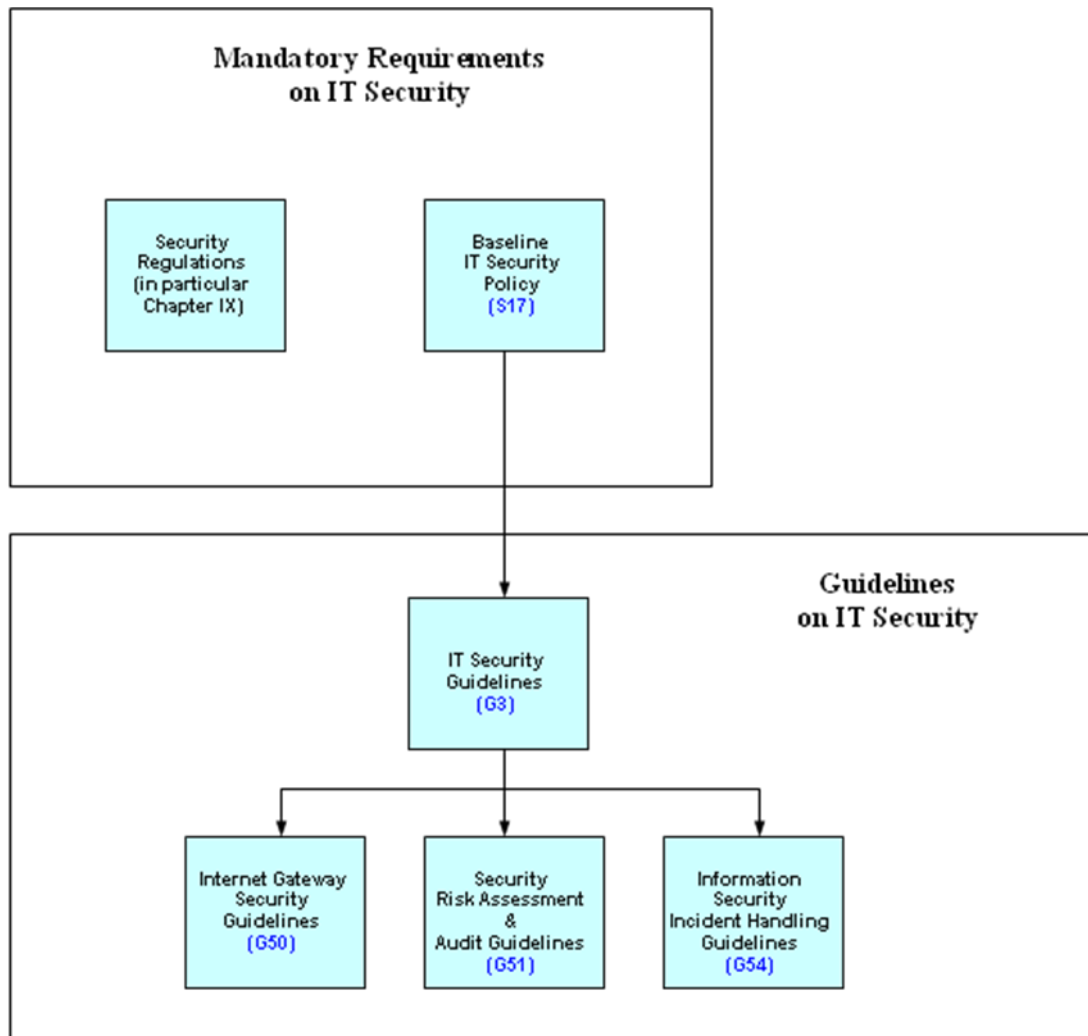 Mandatory Requirements
on IT Security
Security
Regulations
(in particular
Chapter IX)
Baseline
IT Security
Policy
(S17)
Guidelines
on IT Security
IT Security
Guidelines
(G3)
Internet Gateway
Security
Guidelines
(G50)
Security
Risk Assessment
&
Audit Guidelines
(G51)
Information
Security
Incident Handling
Guidelines
(G54)